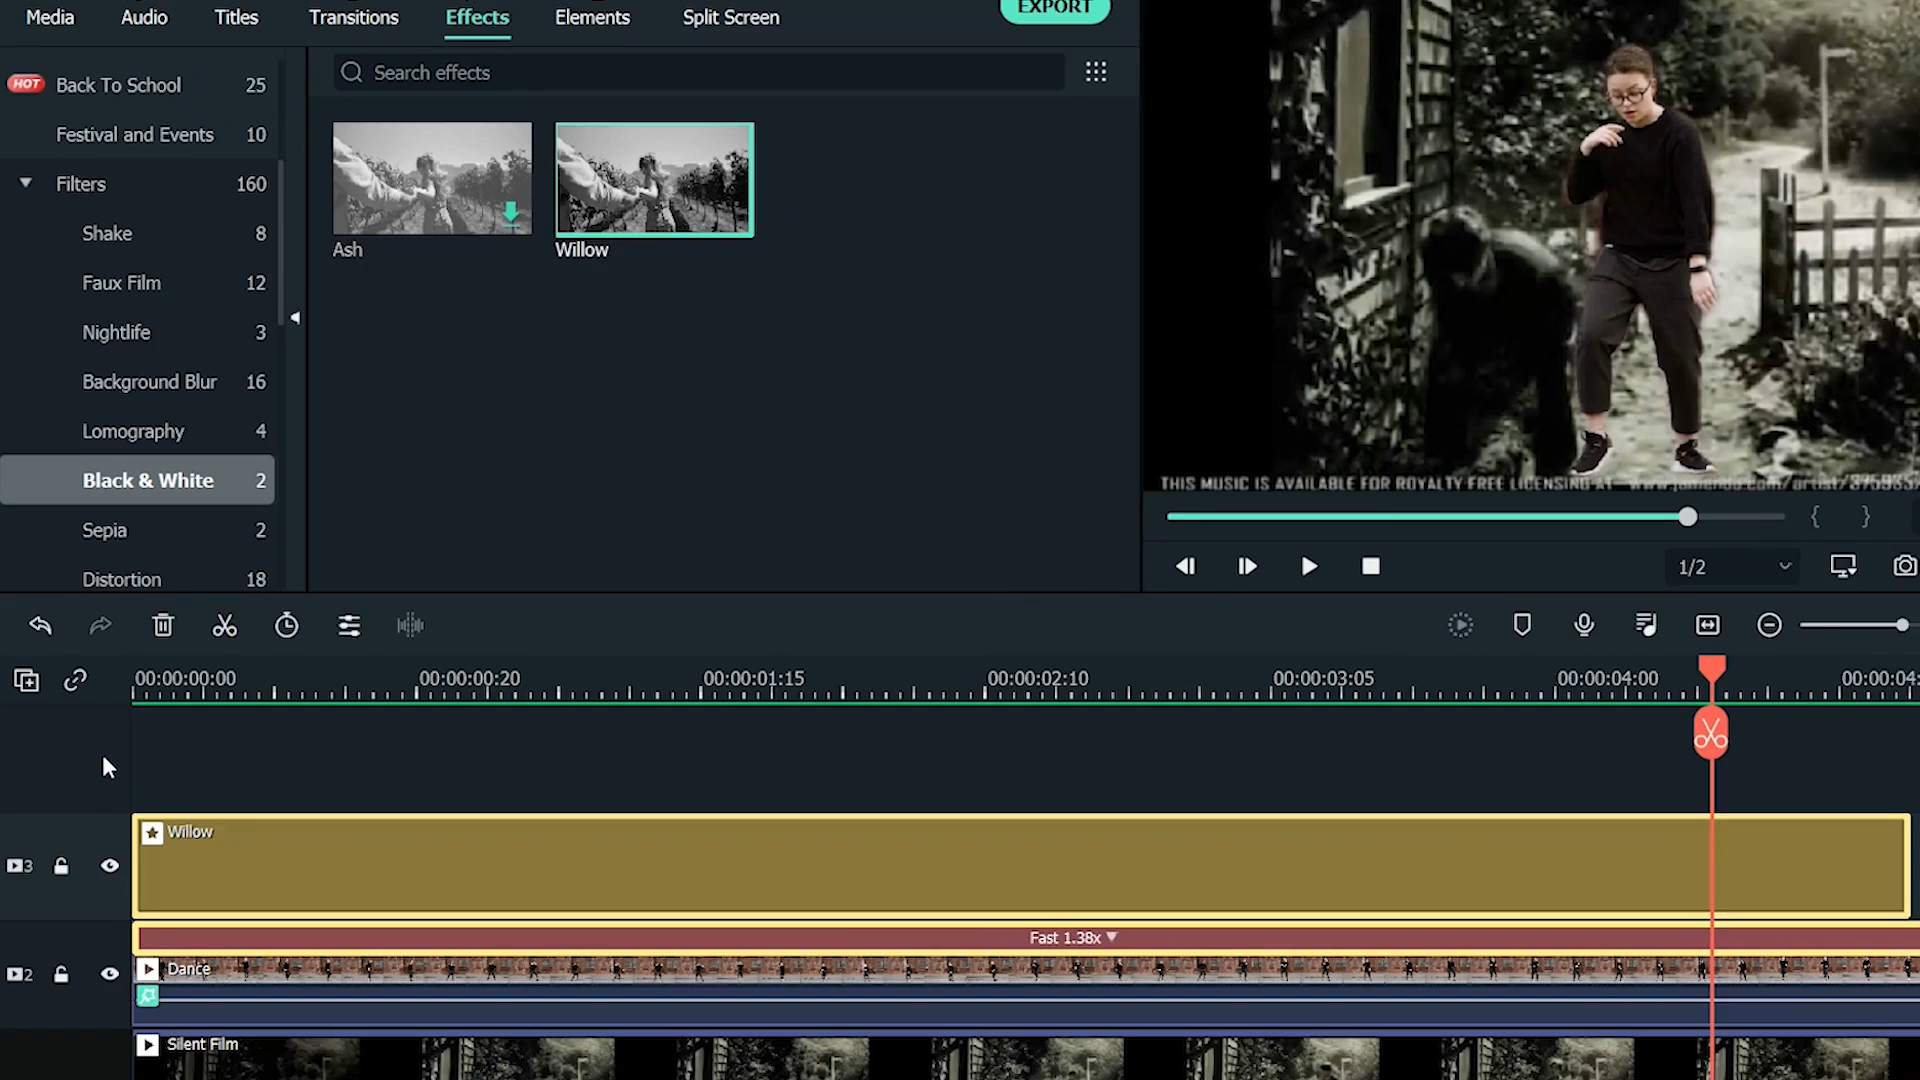 Media Audio Titles Transitions Effects Elements Split Screen EXPORT
HOT Back To School 25
Festival and Events 10
Filters 160
Shake 8
Faux Film 12
Nightlife 3
Background Blur 16
Lomography 4
Black & White 2
Sepia 2
Distortion 18
Search effects
Ash
Willow
THIS MUSIC IS AVAILABLE FOR ROYALTY FREE LICENSING AT
1/2
00:00:00:00 00:00:00:20 00:00:01:15 00:00:02:10 00:00:03:05 00:00:04:00 00:00:04:
Willow
3
Fast 1.38x
2
Dance
Silent Film